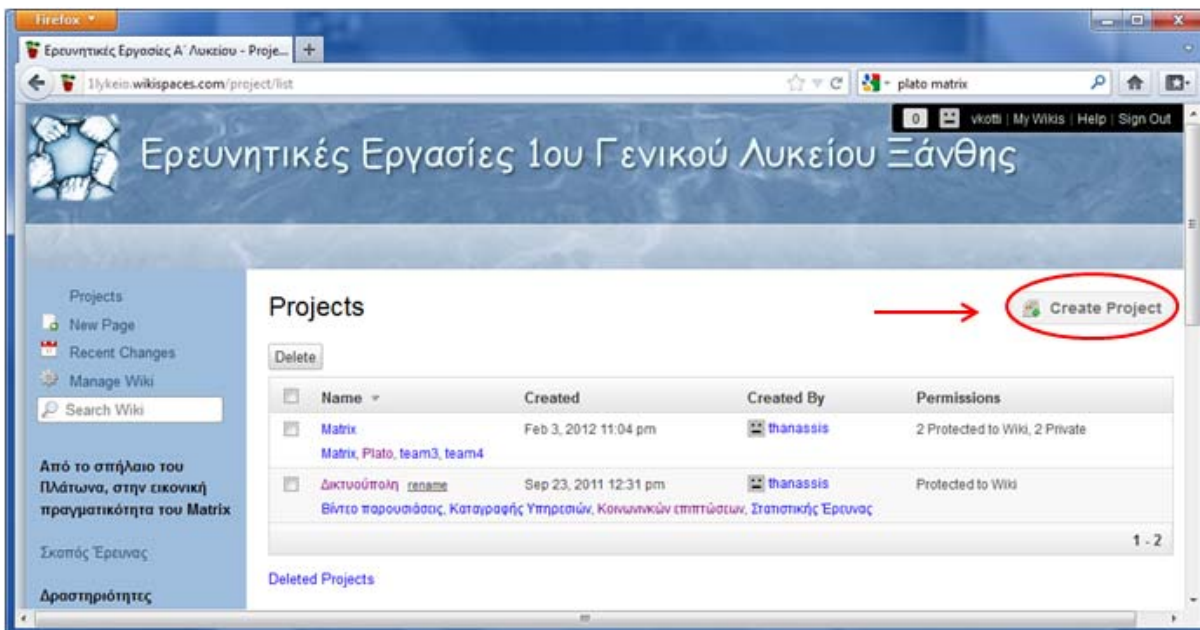 Firefox
Ερευνητικές Εργασίες Α΄ Λυκείου - Proje...
1lykeio.wikispaces.com/project/list
plato matrix
0 vkotti | My Wikis | Help | Sign Out
Ερευνητικές Εργασίες 1ου Γενικού Λυκείου Ξάνθης
Projects
New Page
Recent Changes
Manage Wiki
Search Wiki
Από το σπήλαιο του
Πλάτωνα, στην εικονική
πραγματικότητα του Matrix
Σκοπός Έρευνας
Δραστηριότητες
Projects
Create Project
Delete
Name Created Created By Permissions
Matrix Feb 3, 2012 11:04 pm thanassis 2 Protected to Wiki, 2 Private
Matrix, Plato, team3, team4
Δικτυούπολη rename Sep 23, 2011 12:31 pm thanassis Protected to Wiki
Βίντεο παρουσιάσεις, Καταγραφής Υπηρεσιών, Κοινωνικών επιπτώσεων, Στατιστικής Έρευνας
1 - 2
Deleted Projects